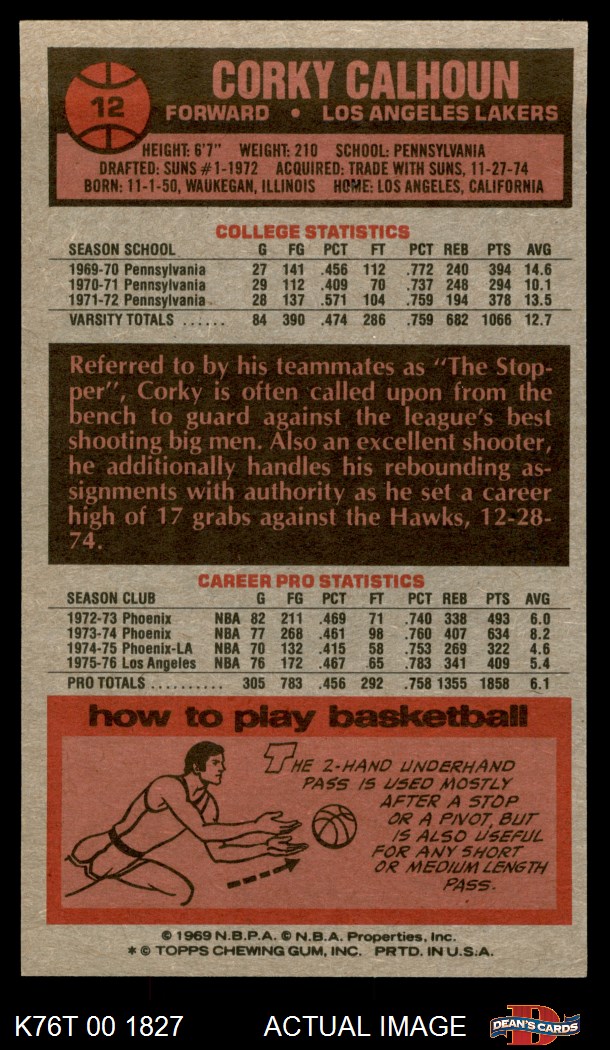 12
CORKY CALHOUN
FORWARD • LOS ANGELES LAKERS
HEIGHT: 6'7" WEIGHT: 210 SCHOOL: PENNSYLVANIA
DRAFTED: SUNS #1-1972 ACQUIRED: TRADE WITH SUNS, 11-27-74
BORN: 11-1-50, WAUKEGAN, ILLINOIS HOME: LOS ANGELES, CALIFORNIA
COLLEGE STATISTICS
SEASON SCHOOL G FG PCT FT PCT REB PTS AVG
1969-70 Pennsylvania 27 141 .456 112 .772 240 394 14.6
1970-71 Pennsylvania 29 112 .409 70 .737 248 294 10.1
1971-72 Pennsylvania 28 137 .571 104 .759 194 378 13.5
VARSITY TOTALS ...... 84 390 .474 286 .759 682 1066 12.7
Referred to by his teammates as "The Stop-
per", Corky is often called upon from the
bench to guard against the league's best
shooting big men. Also an excellent shooter,
he additionally handles his rebounding as-
signments with authority as he set a career
high of 17 grabs against the Hawks, 12-28-
74.
CAREER PRO STATISTICS
SEASON CLUB G FG PCT FT PCT REB PTS AVG
1972-73 Phoenix NBA 82 211 .469 71 .740 338 493 6.0
1973-74 Phoenix NBA 77 268 .461 98 .760 407 634 8.2
1974-75 Phoenix-LA NBA 70 132 .415 58 .753 269 322 4.6
1975-76 Los Angeles NBA 76 172 .467 65 .783 341 409 5.4
PRO TOTALS .......... 305 783 .456 292 .758 1355 1858 6.1
how to play basketball
THE 2-HAND UNDERHAND
PASS IS USED MOSTLY
AFTER A STOP
OR A PIVOT, BUT
IS ALSO USEFUL
FOR ANY SHORT
OR MEDIUM LENGTH
PASS.
© 1969 N.B.P.A. © N.B.A. Properties, Inc.
* © TOPPS CHEWING GUM, INC. PRTD. IN U.S.A.
K76T 00 1827 ACTUAL IMAGE D DEAN'S CARDS